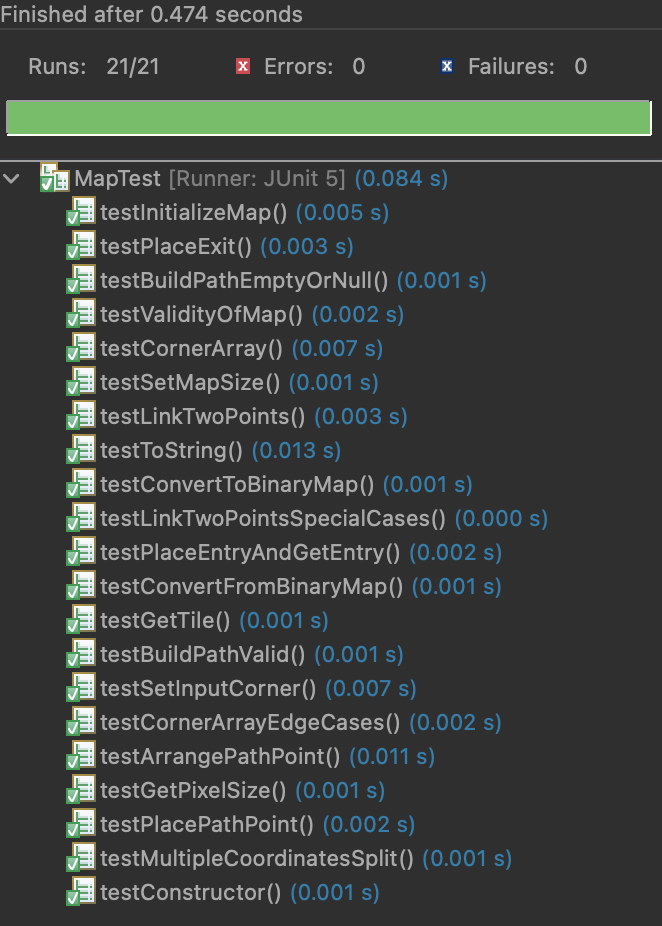 Finished after 0.474 seconds
Runs: 21/21 Errors: 0 Failures: 0
MapTest [Runner: JUnit 5] (0.084 s)
testInitializeMap() (0.005 s)
testPlaceExit() (0.003 s)
testBuildPathEmptyOrNull() (0.001 s)
testValidityOfMap() (0.002 s)
testCornerArray() (0.007 s)
testSetMapSize() (0.001 s)
testLinkTwoPoints() (0.003 s)
testToString() (0.013 s)
testConvertToBinaryMap() (0.001 s)
testLinkTwoPointsSpecialCases() (0.000 s)
testPlaceEntryAndGetEntry() (0.002 s)
testConvertFromBinaryMap() (0.001 s)
testGetTile() (0.001 s)
testBuildPathValid() (0.001 s)
testSetInputCorner() (0.007 s)
testCornerArrayEdgeCases() (0.002 s)
testArrangePathPoint() (0.011 s)
testGetPixelSize() (0.001 s)
testPlacePathPoint() (0.002 s)
testMultipleCoordinatesSplit() (0.001 s)
testConstructor() (0.001 s)